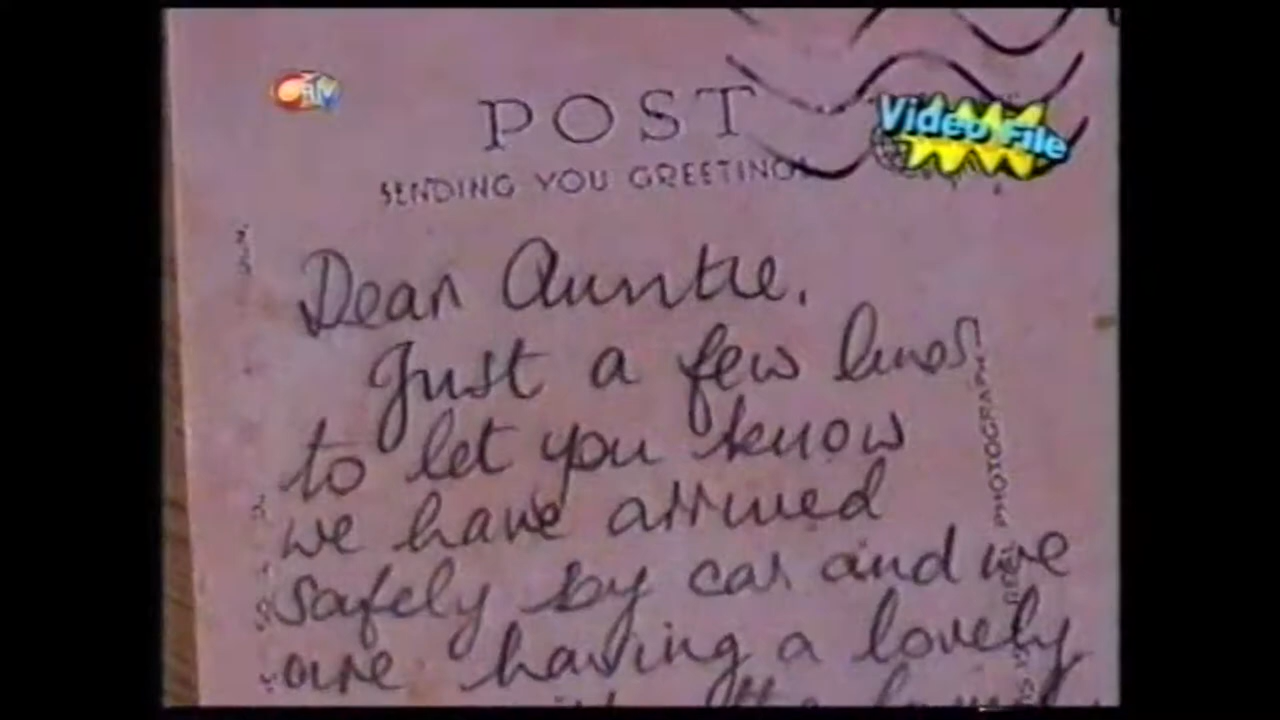 POST
Video File
SENDING YOU GREETING
Dear Auntie,
Just a few lines
to let you know
we have arrived
safely by car and we
are having a lovely
PHOTOGRAPH